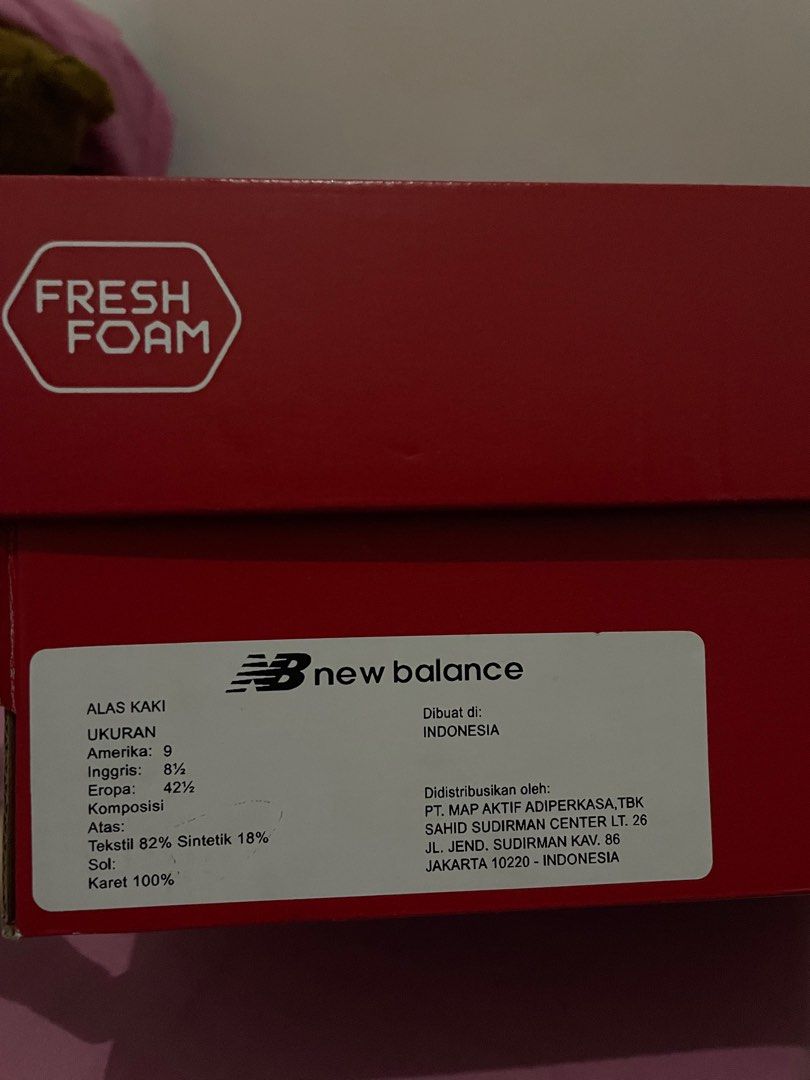 FRESH
FOAM
NB new balance
ALAS KAKI
UKURAN
Amerika: 9
Inggris: 8½
Eropa: 42½
Komposisi
Atas:
Tekstil 82% Sintetik 18%
Sol:
Karet 100%
Dibuat di:
INDONESIA
Didistribusikan oleh:
PT. MAP AKTIF ADIPERKASA,TBK
SAHID SUDIRMAN CENTER LT. 26
JL. JEND. SUDIRMAN KAV. 86
JAKARTA 10220 - INDONESIA